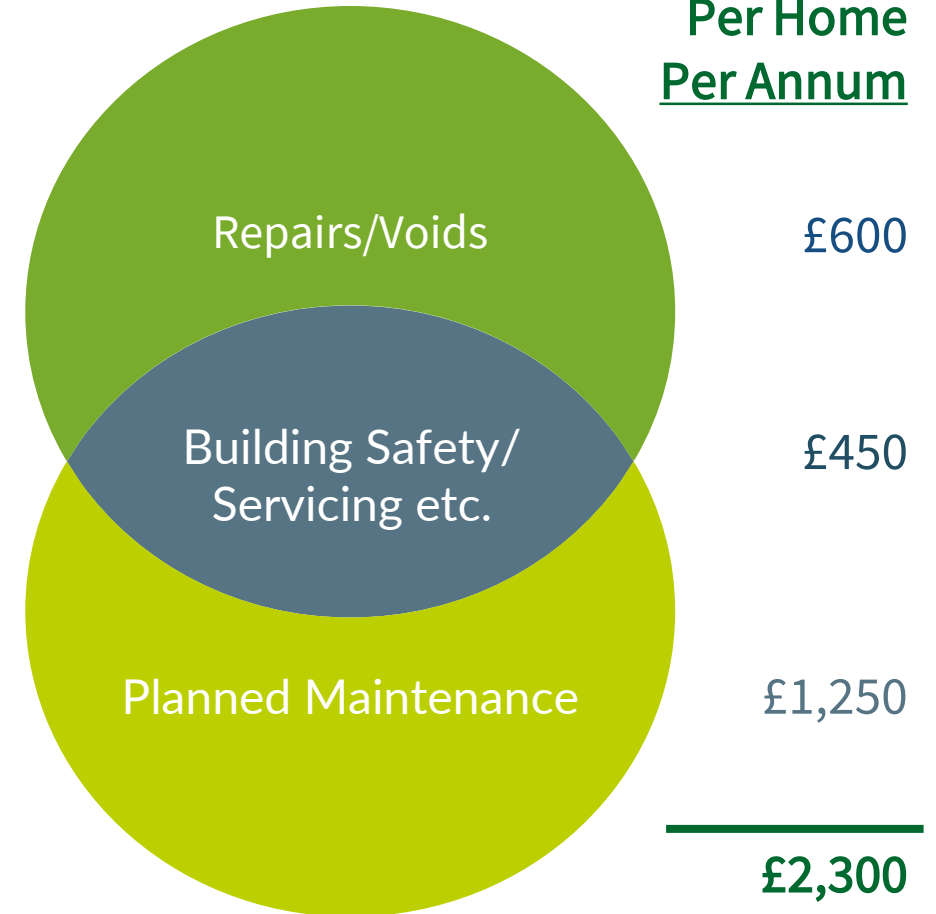 Per Home
Per Annum
Repairs/Voids
£600
Building Safety/
Servicing etc.
£450
Planned Maintenance
£1,250
£2,300